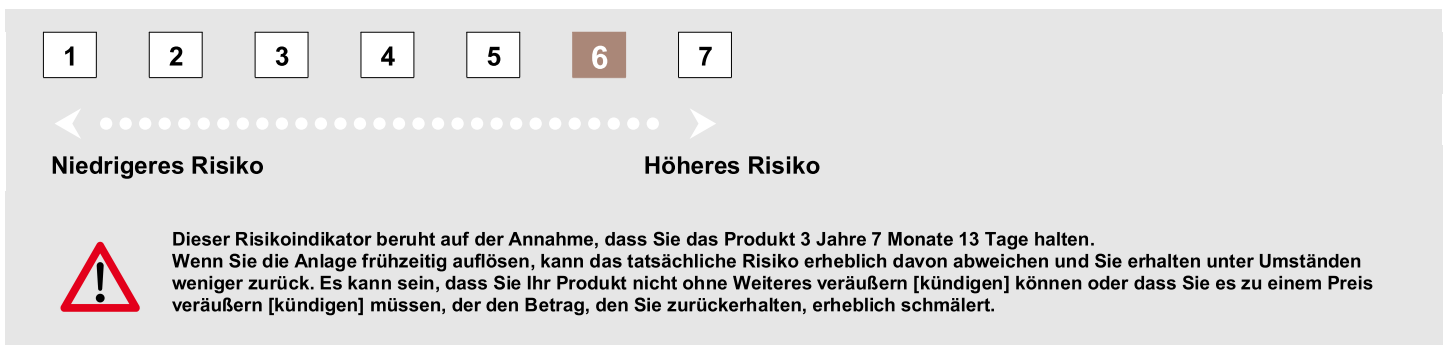 1 2 3 4 5 6 7
Niedrigeres Risiko Höheres Risiko
Dieser Risikoindikator beruht auf der Annahme, dass Sie das Produkt 3 Jahre 7 Monate 13 Tage halten.
Wenn Sie die Anlage frühzeitig auflösen, kann das tatsächliche Risiko erheblich davon abweichen und Sie erhalten unter Umständen
weniger zurück. Es kann sein, dass Sie Ihr Produkt nicht ohne Weiteres veräußern [kündigen] können oder dass Sie es zu einem Preis
veräußern [kündigen] müssen, der den Betrag, den Sie zurückerhalten, erheblich schmälert.